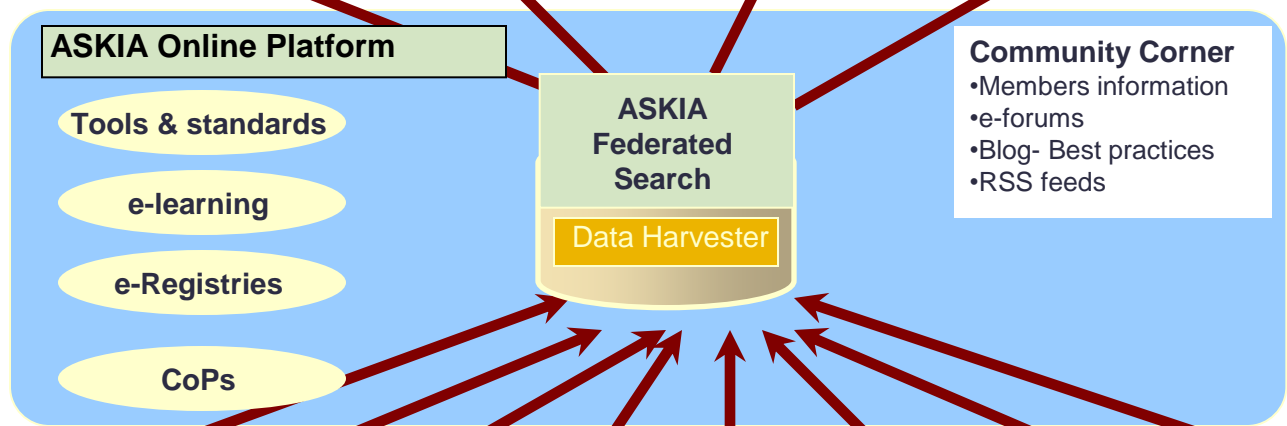 ASKIA Online Platform
Tools & standards
e-learning
e-Registries
CoPs
ASKIA
Federated
Search
Data Harvester
Community Corner
•Members information
•e-forums
•Blog- Best practices
•RSS feeds